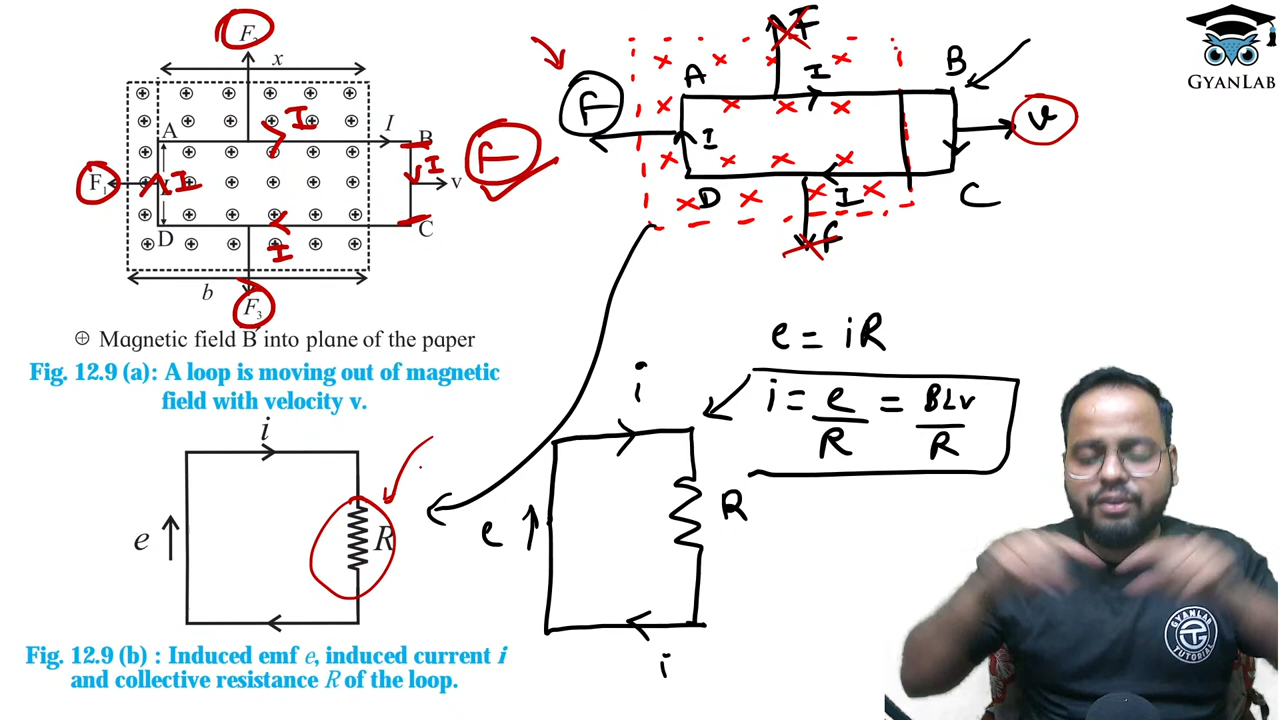 F₂
x
A
I
I
B
I
F₁
I
v
F
D
I
C
b
F₃
⊕ Magnetic field B into plane of the paper
Fig. 12.9 (a): A loop is moving out of magnetic
field with velocity v.
i
e
R
Fig. 12.9 (b) : Induced emf e, induced current i
and collective resistance R of the loop.
F
A
I
B
F
I
v
D
I
C
f
e = iR
i = e/R = BLv/R
i
e
R
i
GYANLAB
GYANLAB
TUTORIAL